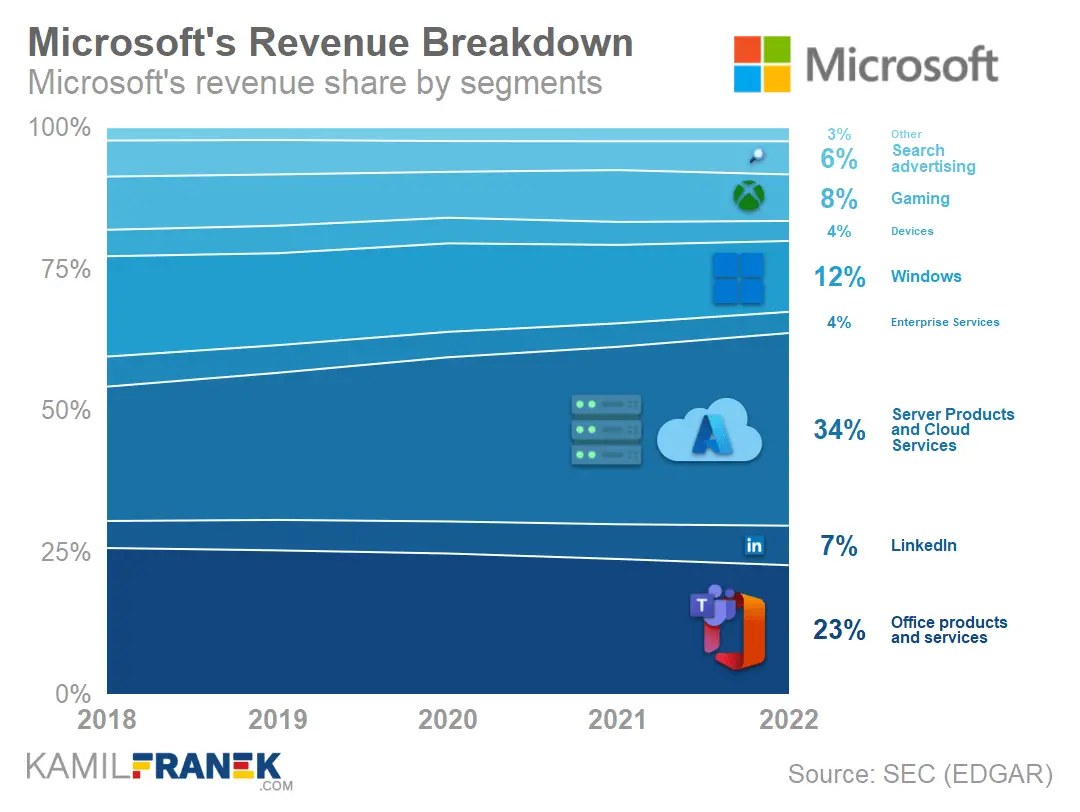 Microsoft's Revenue Breakdown
Microsoft's revenue share by segments
Microsoft
100%
75%
50%
25%
0%
2018 2019 2020 2021 2022
3% Other
6% Search
advertising
8% Gaming
4% Devices
12% Windows
4% Enterprise Services
34% Server Products
and Cloud
Services
in
7% LinkedIn
T
23% Office products
and services
KAMILFRANEK
.COM
Source: SEC (EDGAR)